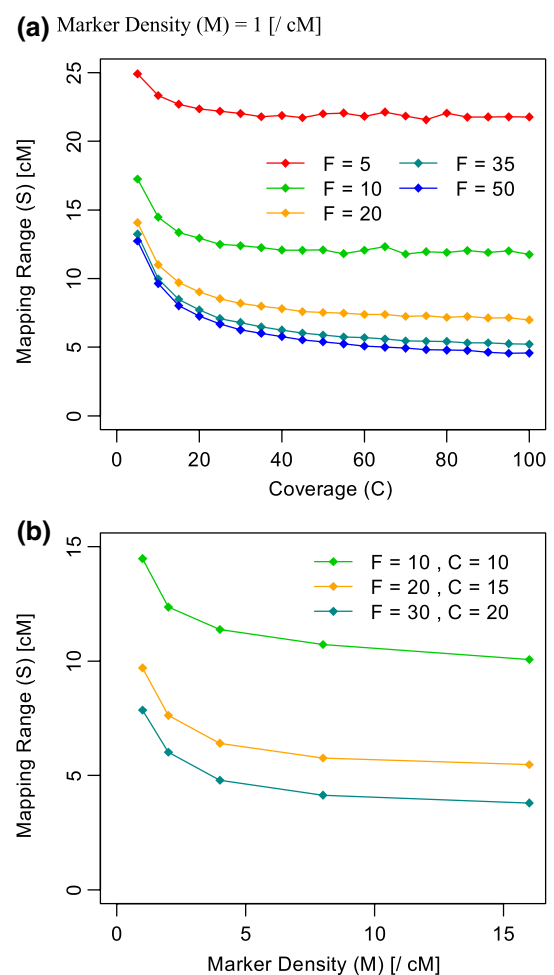 (a) Marker Density (M) = 1 [/ cM]
25
20
15
10
5
0
Mapping Range (S) [cM]
F = 5
F = 10
F = 20
F = 35
F = 50
0 20 40 60 80 100
Coverage (C)
(b)
15
10
5
0
Mapping Range (S) [cM]
F = 10 , C = 10
F = 20 , C = 15
F = 30 , C = 20
0 5 10 15
Marker Density (M) [/ cM]